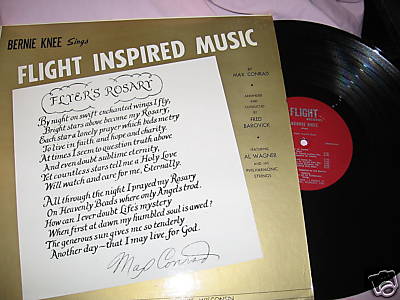 BERNIE KNEE Sings
FLIGHT INSPIRED MUSIC
FLYER'S ROSARY
By night on swift enchanted wings I fly,
Bright stars above become my Rosary,
Each star a lonely prayer which beds me try
To live in faith and hope and charity.
At times I seem to question truth above
And even doubt sublime eternity,
Yet countless stars tell me a Holy Love
Will watch and care for me, Eternally.
All through the night I prayed my Rosary
On Heavenly Beads where only Angels trod.
How can I ever doubt Life's mystery
When first at dawn my humbled soul is awed?
The generous sun gives me so tenderly
Another day—that I may live for God.
Max Conrad
BY
MAX CONRAD
ARRANGED
AND
CONDUCTED
BY
FRED
BAROVICK
FEATURING
AL WAGNER
AND HIS
PHILHARMONIC
STRINGS
WISCONSIN
FLIGHT
BERNIE KNEE